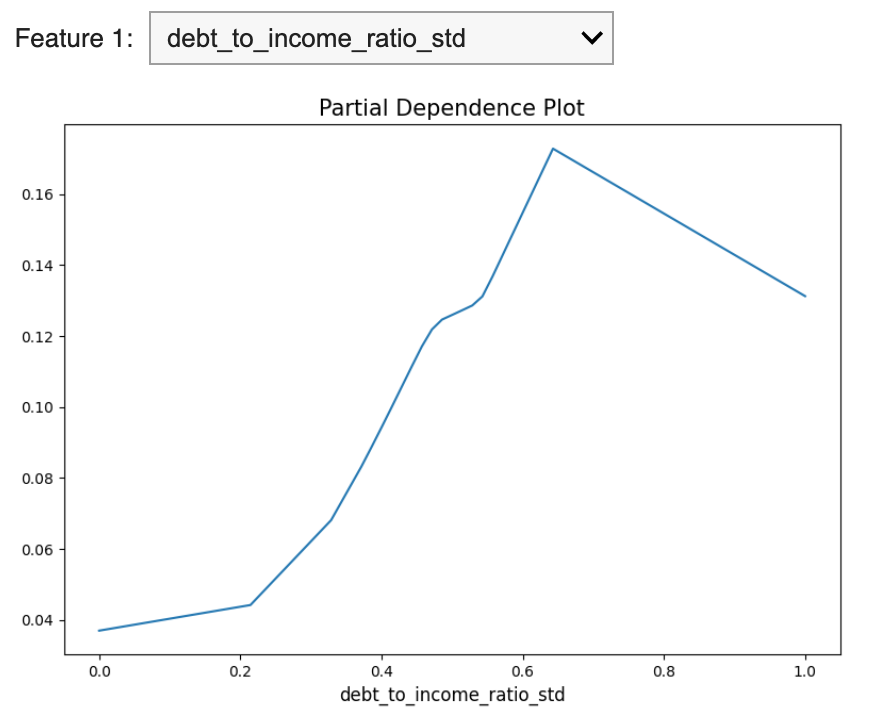 Feature 1: debt_to_income_ratio_std
Partial Dependence Plot
0.16
0.14
0.12
0.10
0.08
0.06
0.04
0.0 0.2 0.4 0.6 0.8 1.0
debt_to_income_ratio_std